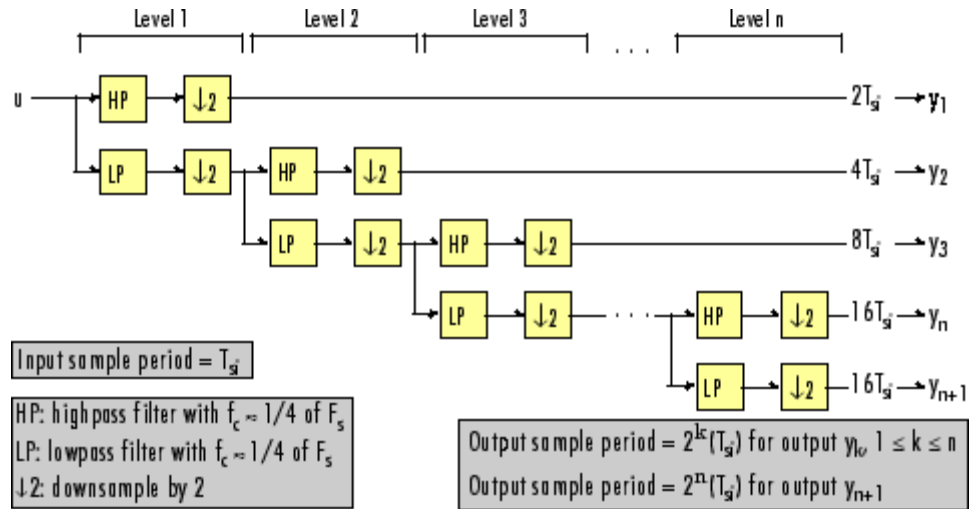 Level 1 Level 2 Level 3 . . . Level n
u HP ↓2 2Tsi y1
LP ↓2 HP ↓2 4Tsi y2
LP ↓2 HP ↓2 8Tsi y3
LP ↓2 . . . HP ↓2 16Tsi yn
LP ↓2 16Tsi yn+1
Input sample period = Tsi
HP: highpass filter with fc ≈ 1/4 of Fs
LP: lowpass filter with fc ≈ 1/4 of Fs
↓2: downsample by 2
Output sample period = 2^k(Tsi) for output yk, 1 ≤ k ≤ n
Output sample period = 2^n(Tsi) for output yn+1